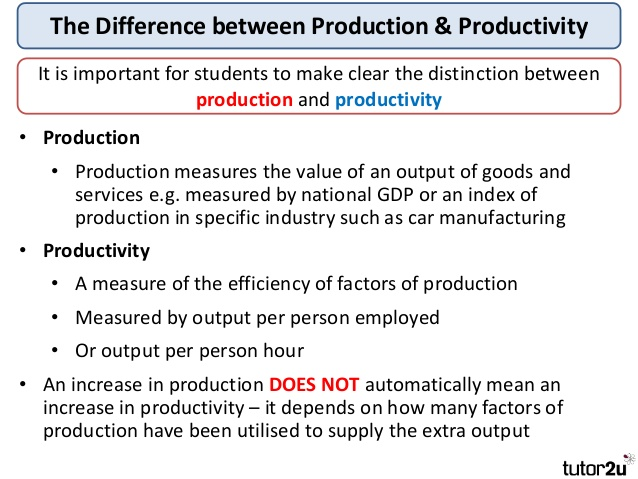 The Difference between Production & Productivity
It is important for students to make clear the distinction between
production and productivity
• Production
• Production measures the value of an output of goods and
services e.g. measured by national GDP or an index of
production in specific industry such as car manufacturing
• Productivity
• A measure of the efficiency of factors of production
• Measured by output per person employed
• Or output per person hour
• An increase in production DOES NOT automatically mean an
increase in productivity – it depends on how many factors of
production have been utilised to supply the extra output
tutor2u